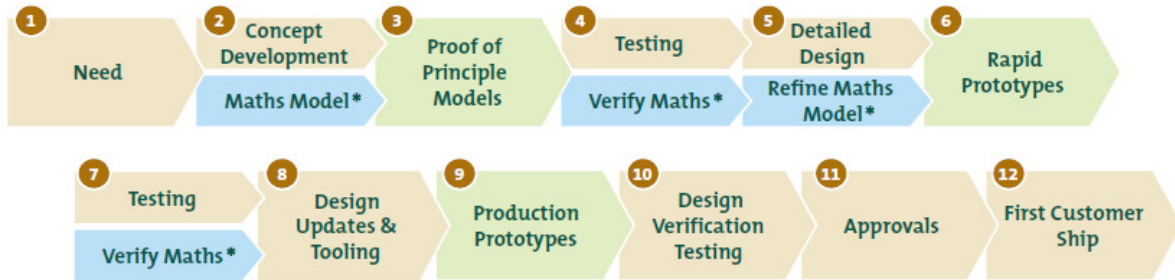 1
Need
2
Concept
Development
Maths Model*
3
Proof of
Principle
Models
4
Testing
Verify Maths*
5
Detailed
Design
Refine Maths
Model*
6
Rapid
Prototypes
7
Testing
Verify Maths*
8
Design
Updates &
Tooling
9
Production
Prototypes
10
Design
Verification
Testing
11
Approvals
12
First Customer
Ship